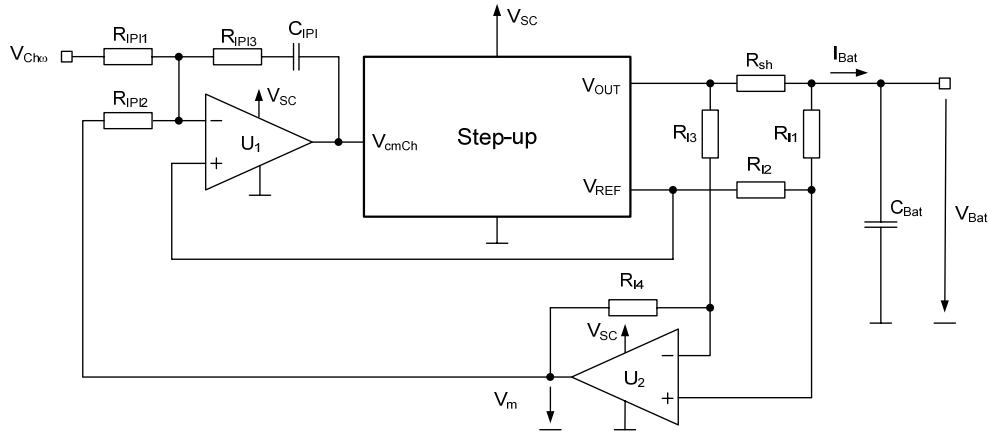 V_SC
C_IPI
R_IPI1
R_IPI3
V_Chω
V_SC
R_IPI2
U_1
V_cmCh
Step-up
V_OUT
V_REF
R_sh
I_Bat
R_I3
R_I1
R_I2
C_Bat
V_Bat
R_I4
V_SC
U_2
V_m